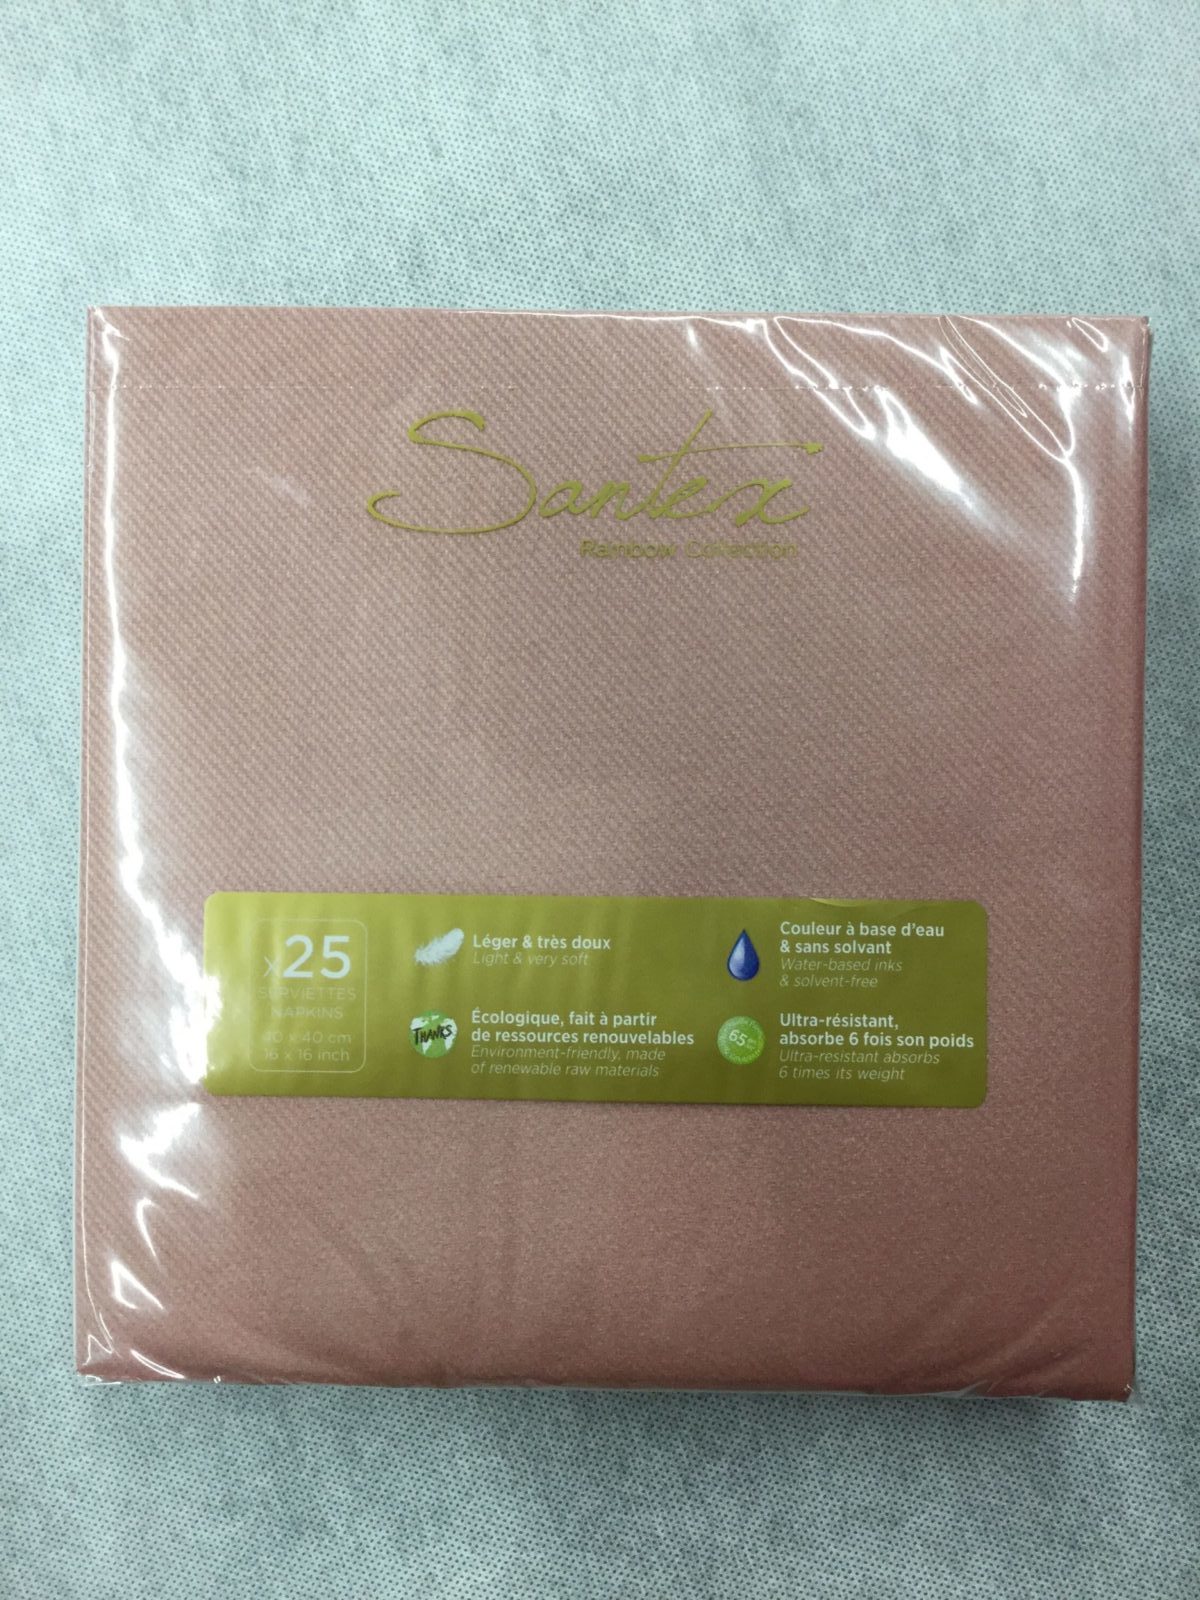 Santex
Rainbow Collection
x25
SERVIETTES
NAPKINS
40 x 40 cm
16 x 16 inch
Léger & très doux
Light & very soft
THANKS
Écologique, fait à partir
de ressources renouvelables
Environment-friendly, made
of renewable raw materials
Couleur à base d'eau
& sans solvant
Water-based inks
& solvent-free
65
Ultra-résistant,
absorbe 6 fois son poids
Ultra-resistant absorbs
6 times its weight